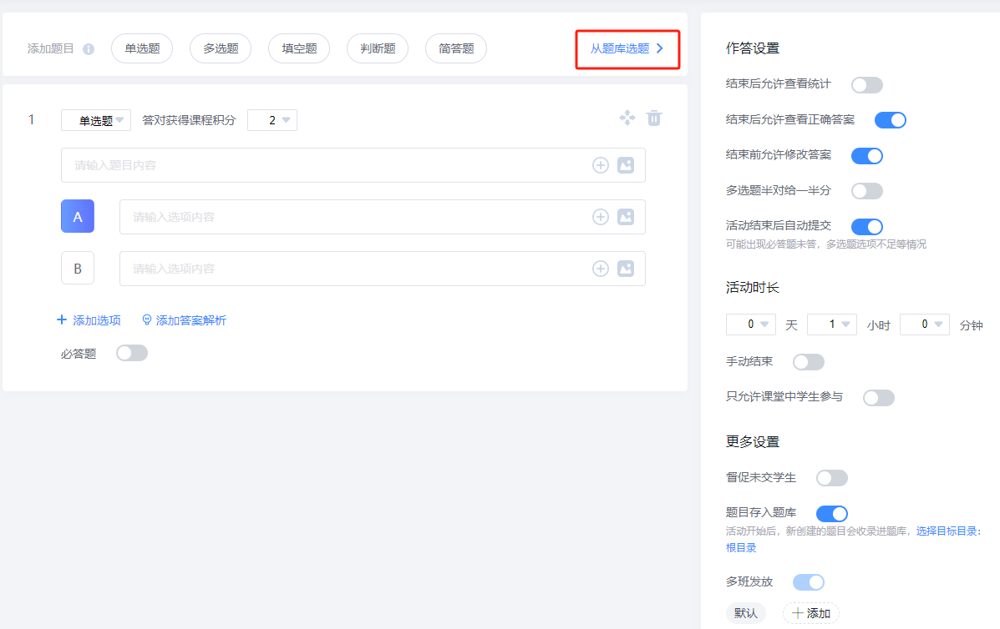 添加题目 单选题 多选题 填空题 判断题 简答题 从题库选题
1 单选题 答对获得课程积分 2
请输入题目内容
A 请输入选项内容
B 请输入选项内容
添加选项 添加答案解析
必答题
作答设置
结束后允许查看统计
结束后允许查看正确答案
结束前允许修改答案
多选题半对给一半分
活动结束后自动提交
可能出现必答题未答，多选题选项不足等情况
活动时长
0 天 1 小时 0 分钟
手动结束
只允许课堂中学生参与
更多设置
督促未交学生
题目存入题库
活动开始后，新创建的题目会收录进题库，选择目标目录：
根目录
多班发放
默认 添加